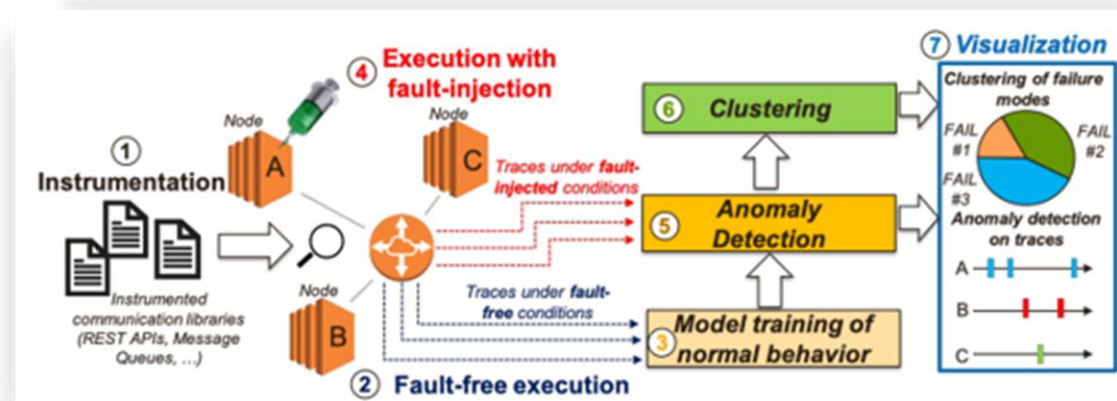 1
Instrumentation
Instrumented
communication libraries
(REST APIs, Message
Queues, ...)
Node
A
4
Execution with
fault-injection
Node
C
Node
B
Traces under fault-
injected conditions
Traces under fault-
free conditions
2
Fault-free execution
6
Clustering
5
Anomaly
Detection
3
Model training of
normal behavior
7
Visualization
Clustering of failure
modes
FAIL
#1
FAIL
#2
FAIL
#3
Anomaly detection
on traces
A
B
C